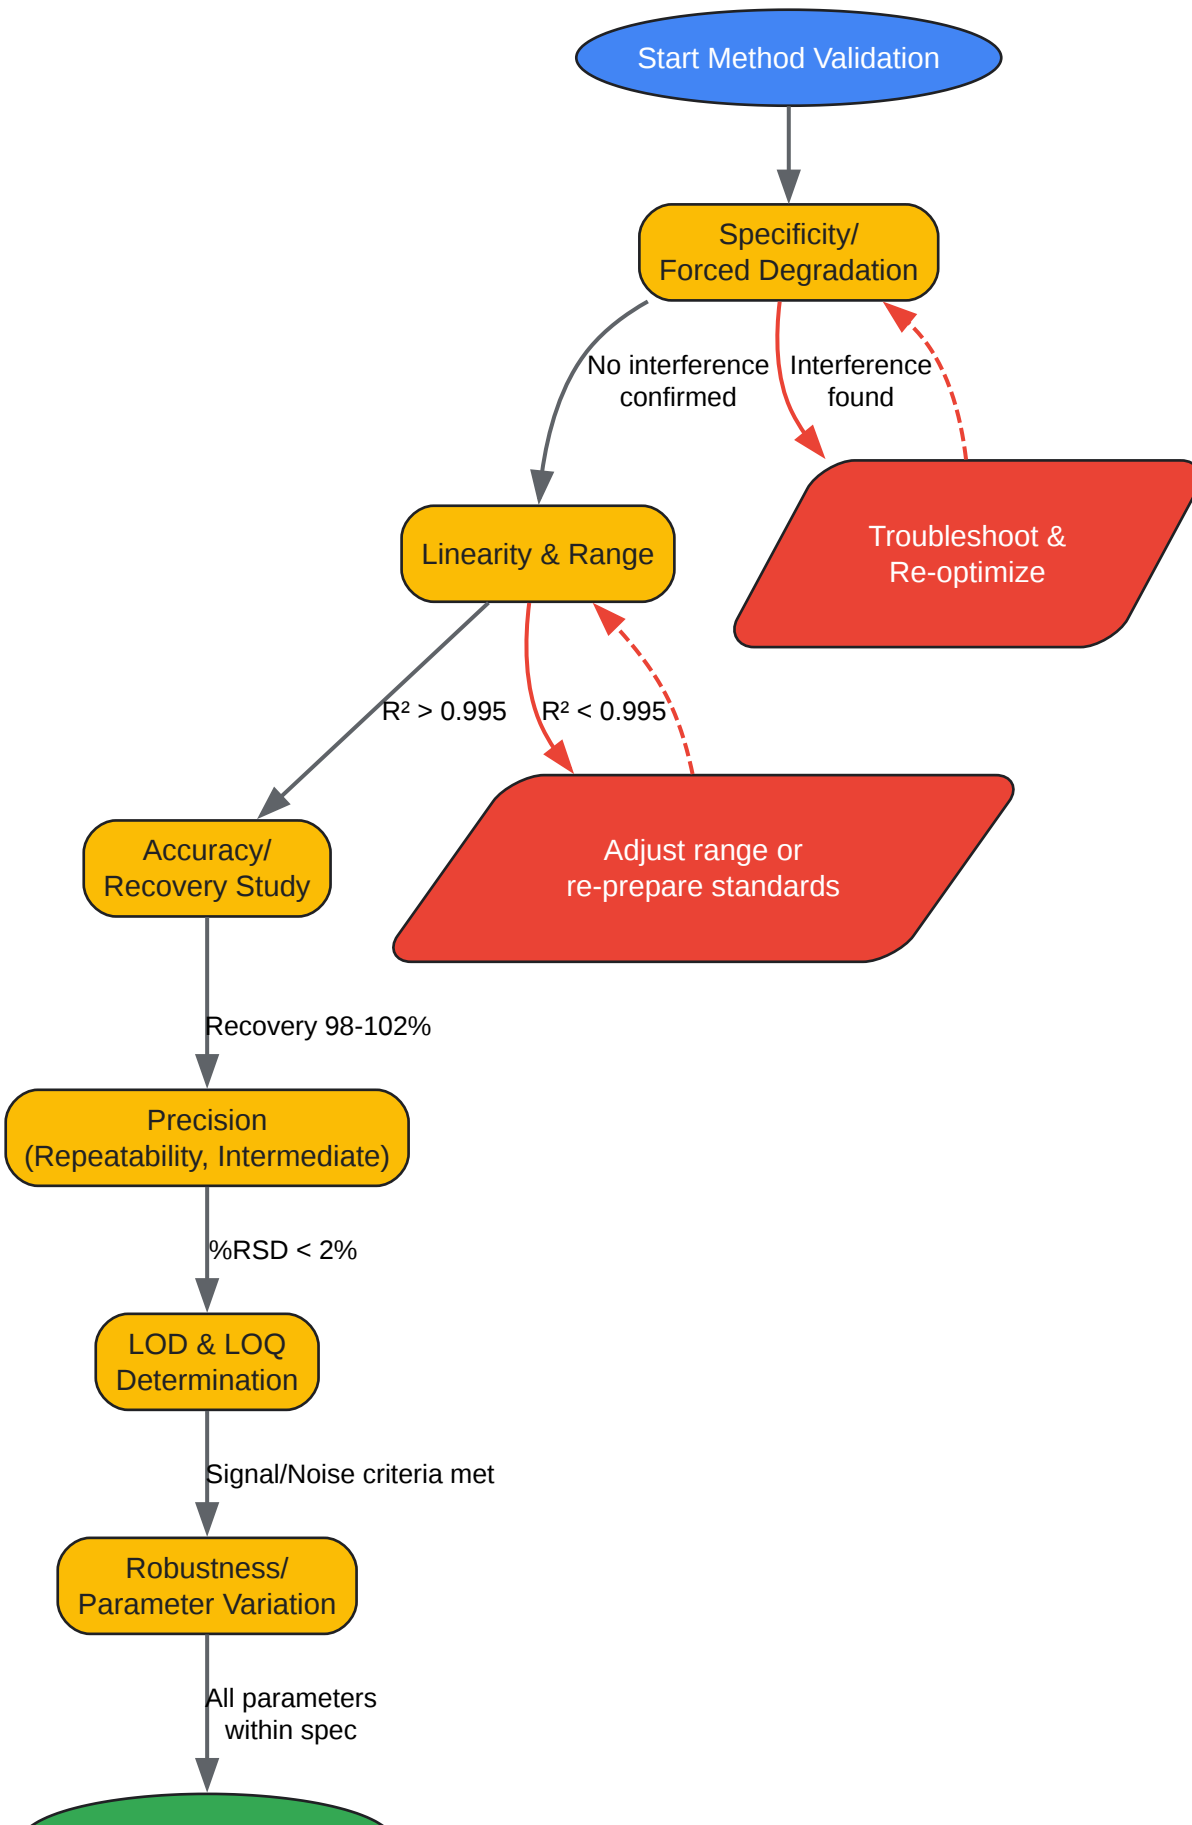 Start Method Validation
Specificity/
Forced Degradation
No interference
confirmed
Interference
found
Troubleshoot &
Re-optimize
Linearity & Range
R² > 0.995
R² < 0.995
Adjust range or
re-prepare standards
Accuracy/
Recovery Study
Recovery 98-102%
Precision
(Repeatability, Intermediate)
%RSD < 2%
LOD & LOQ
Determination
Signal/Noise criteria met
Robustness/
Parameter Variation
All parameters
within spec